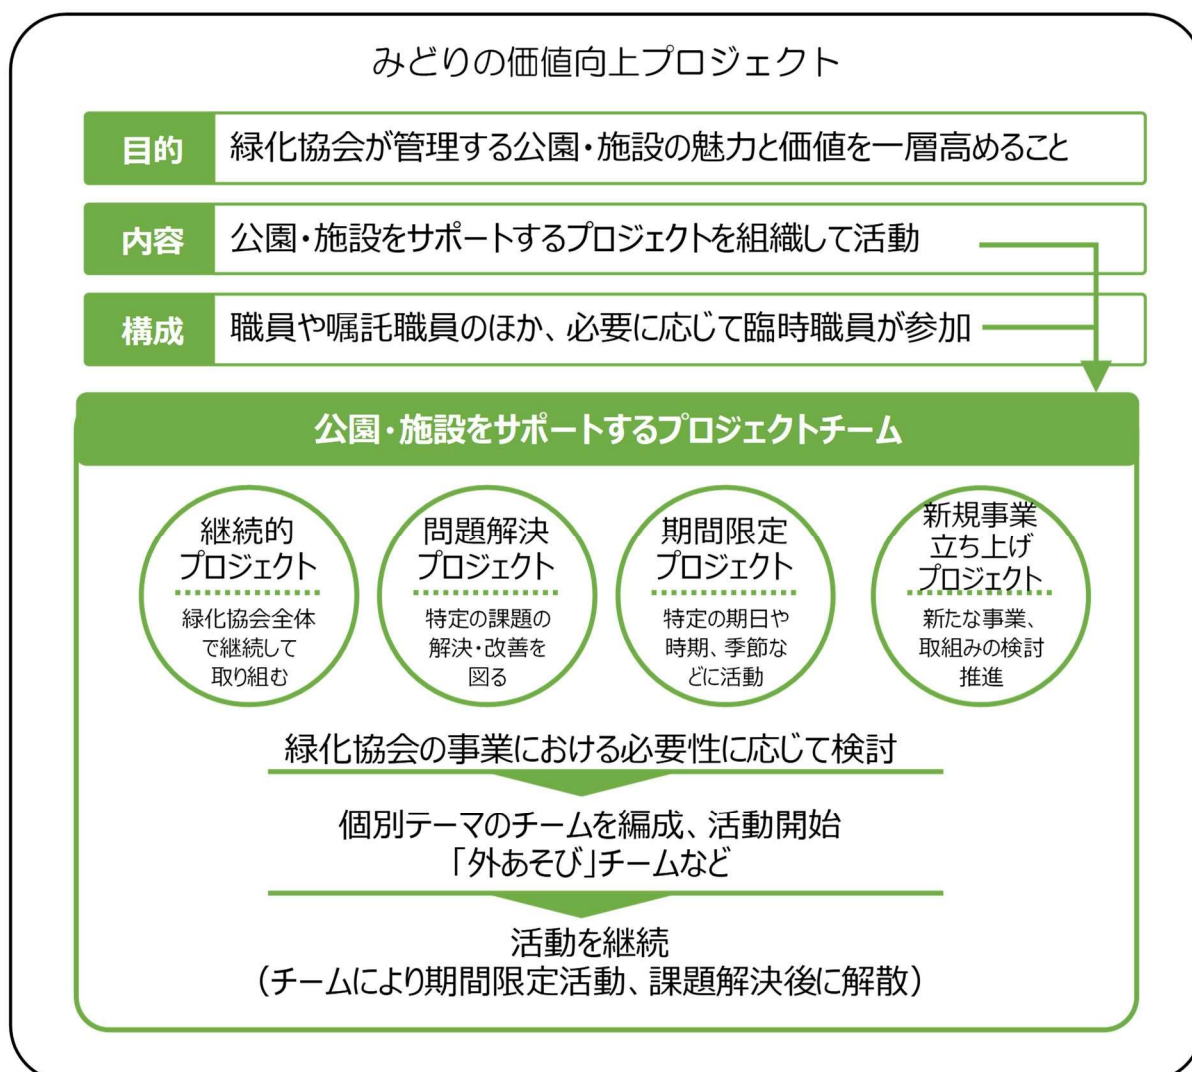 みどりの価値向上プロジェクト
目的
緑化協会が管理する公園・施設の魅力と価値を一層高めること
内容
公園・施設をサポートするプロジェクトを組織して活動
構成
職員や嘱託職員のほか、必要に応じて臨時職員が参加
公園・施設をサポートするプロジェクトチーム
継続的
プロジェクト
緑化協会全体
で継続して
取り組む
問題解決
プロジェクト
特定の課題の
解決・改善を
図る
期間限定
プロジェクト
特定の期日や
時期、季節な
どに活動
新規事業
立ち上げ
プロジェクト
新たな事業、
取組みの検討
推進
緑化協会の事業における必要性に応じて検討
個別テーマのチームを編成、活動開始
「外あそび」チームなど
活動を継続
（チームにより期間限定活動、課題解決後に解散）